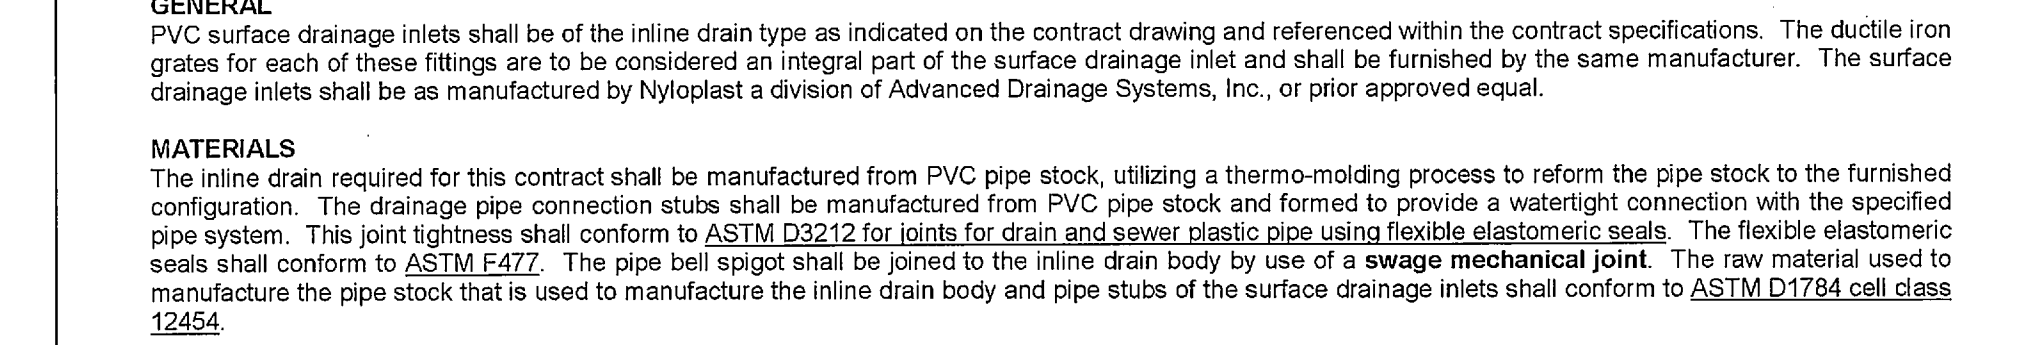 GENERAL
PVC surface drainage inlets shall be of the inline drain type as indicated on the contract drawing and referenced within the contract specifications. The ductile iron
grates for each of these fittings are to be considered an integral part of the surface drainage inlet and shall be furnished by the same manufacturer. The surface
drainage inlets shall be as manufactured by Nyloplast a division of Advanced Drainage Systems, Inc., or prior approved equal.
MATERIALS
The inline drain required for this contract shall be manufactured from PVC pipe stock, utilizing a thermo-molding process to reform the pipe stock to the furnished
configuration. The drainage pipe connection stubs shall be manufactured from PVC pipe stock and formed to provide a watertight connection with the specified
pipe system. This joint tightness shall conform to ASTM D3212 for joints for drain and sewer plastic pipe using flexible elastomeric seals. The flexible elastomeric
seals shall conform to ASTM F477. The pipe bell spigot shall be joined to the inline drain body by use of a swage mechanical joint. The raw material used to
manufacture the pipe stock that is used to manufacture the inline drain body and pipe stubs of the surface drainage inlets shall conform to ASTM D1784 cell class
12454.